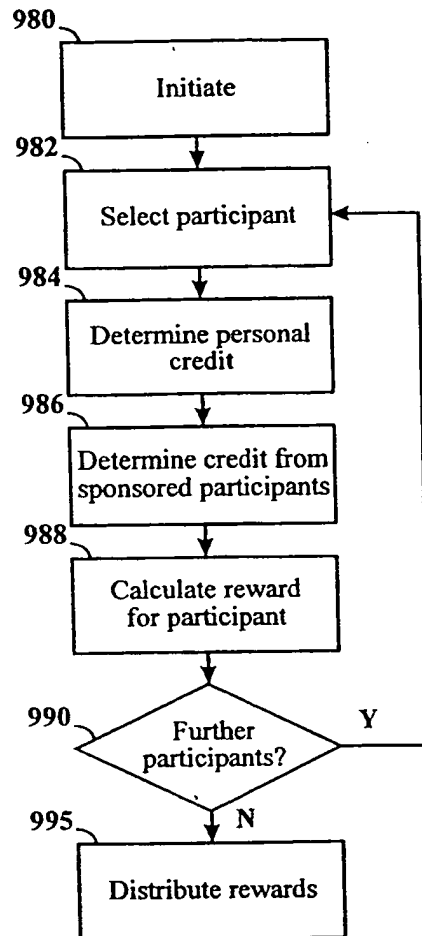 980
Initiate
982
Select participant
984
Determine personal
credit
986
Determine credit from
sponsored participants
988
Calculate reward
for participant
990
Further
participants?
Y
N
995
Distribute rewards